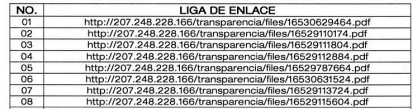 NO. LIGA DE ENLACE
01 http://207.248.228.166/transparencia/files/16530629464.pdf
02 http://207.248.228.166/transparencia/files/16529110174.pdf
03 http://207.248.228.166/transparencia/files/16529111804.pdf
04 http://207.248.228.166/transparencia/files/16529112884.pdf
05 http://207.248.228.166/transparencia/files/16529787664.pdf
06 http://207.248.228.166/transparencia/files/16530631524.pdf
07 http://207.248.228.166/transparencia/files/16529113724.pdf
08 http://207.248.228.166/transparencia/files/16529115604.pdf